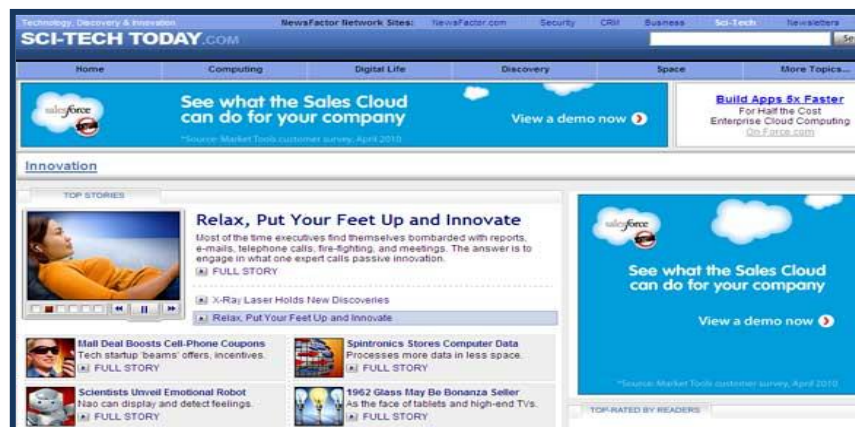 Technology, Discovery & Innovation
NewsFactor Network Sites: NewsFactor.com Security CRM Business Sci-Tech Newsletters
SCI-TECH TODAY.COM
Se
Home Computing Digital Life Discovery Space More Topics...
salesforce
See what the Sales Cloud
can do for your company
View a demo now
*Source: Market Tools customer survey, April 2010
Build Apps 5x Faster
For Half the Cost
Enterprise Cloud Computing
On Force.com
Innovation
TOP STORIES
Relax, Put Your Feet Up and Innovate
Most of the time executives find themselves bombarded with reports,
e-mails, telephone calls, fire-fighting, and meetings. The answer is to
engage in what one expert calls passive innovation.
FULL STORY
X-Ray Laser Holds New Discoveries
Relax, Put Your Feet Up and Innovate
Mall Deal Boosts Cell-Phone Coupons
Tech startup 'beams' offers, incentives.
FULL STORY
Spintronics Stores Computer Data
Processes more data in less space.
FULL STORY
Scientists Unveil Emotional Robot
Nao can display and detect feelings.
FULL STORY
1962 Glass May Be Bonanza Seller
As the face of tablets and high-end TVs.
FULL STORY
salesforce
See what the Sales Cloud
can do for your company
View a demo now
*Source: Market Tools customer survey, April 2010
TOP-RATED BY READERS